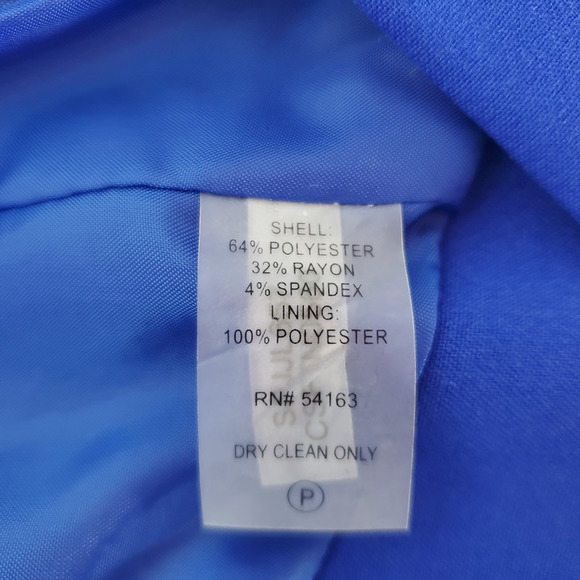 SHELL:
64% POLYESTER
32% RAYON
4% SPANDEX
LINING:
100% POLYESTER
RN# 54163
DRY CLEAN ONLY
P